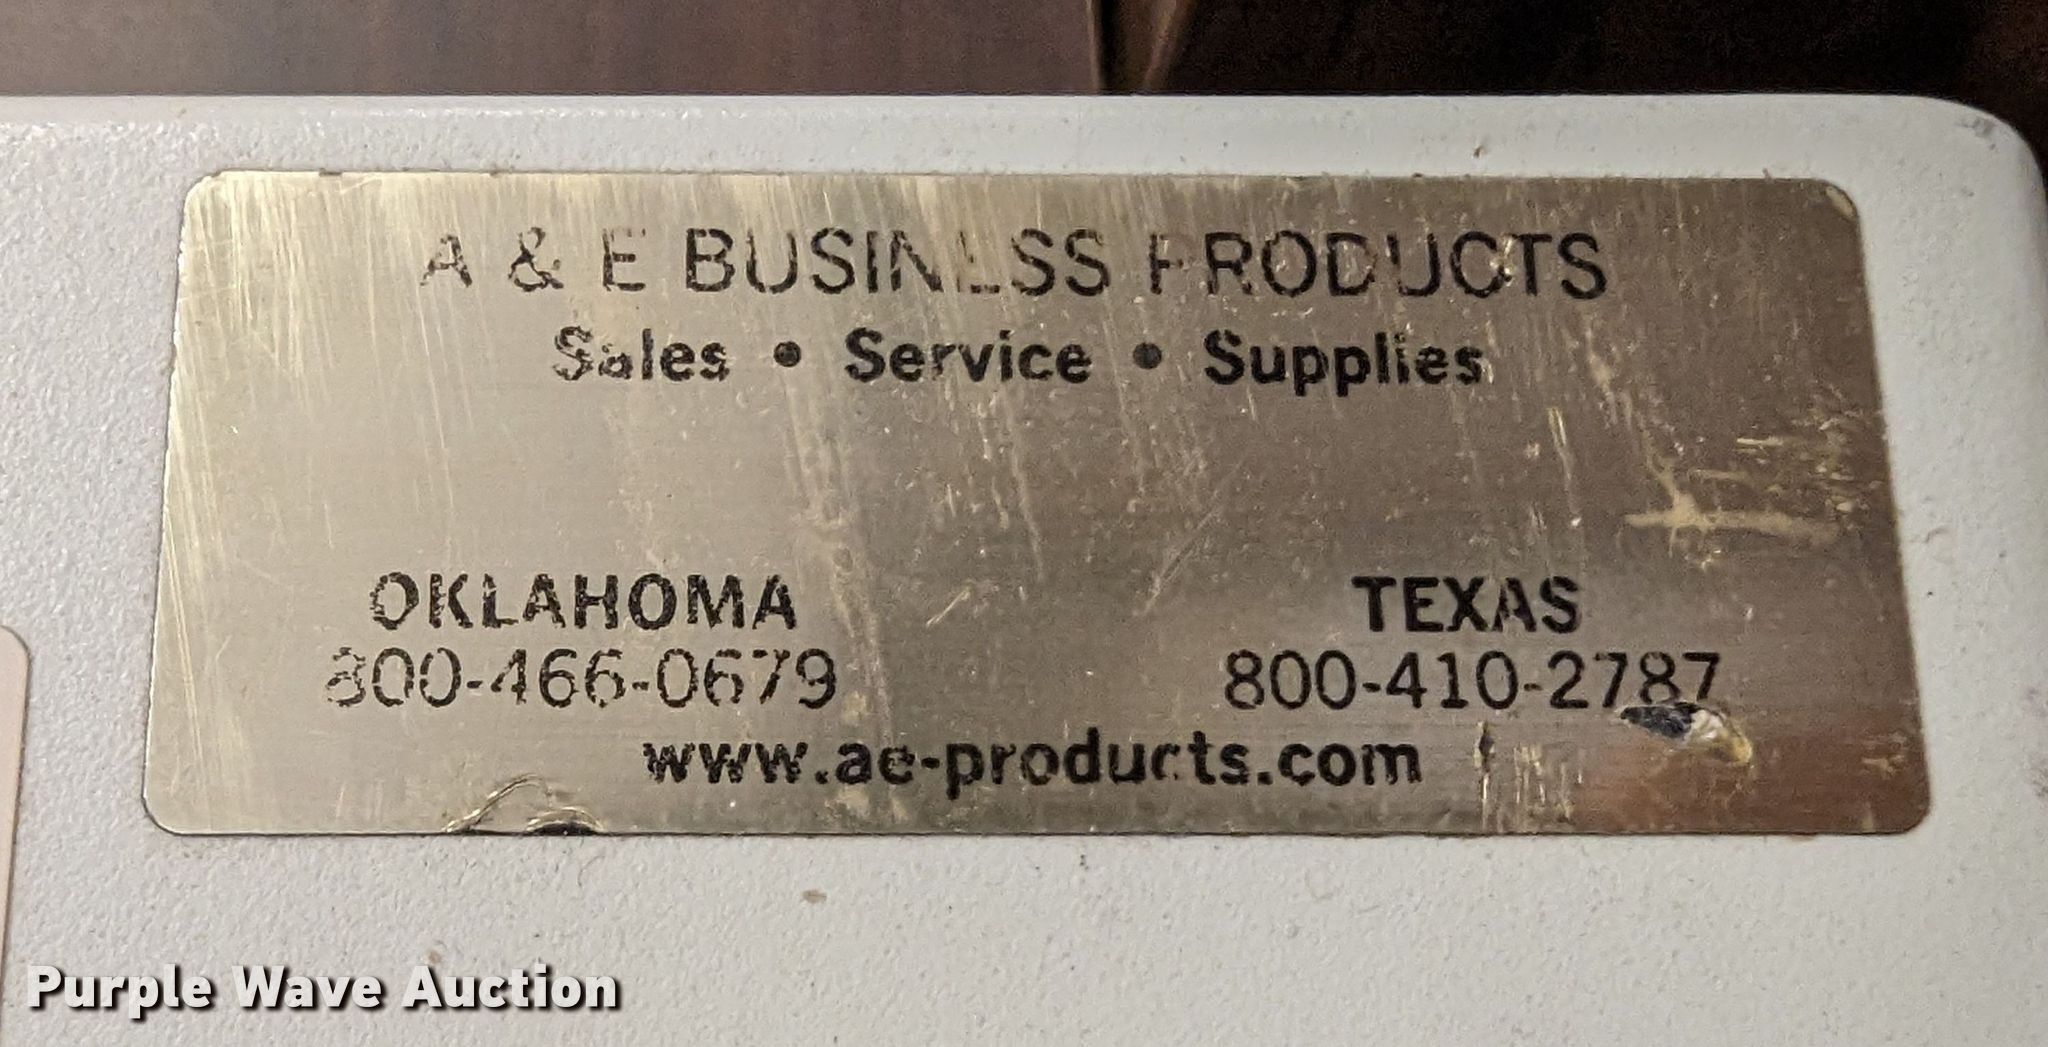 A & E BUSINESS PRODUCTS
Sales • Service • Supplies
OKLAHOMA
800-466-0679
TEXAS
800-410-2787
www.ae-products.com
Purple Wave Auction